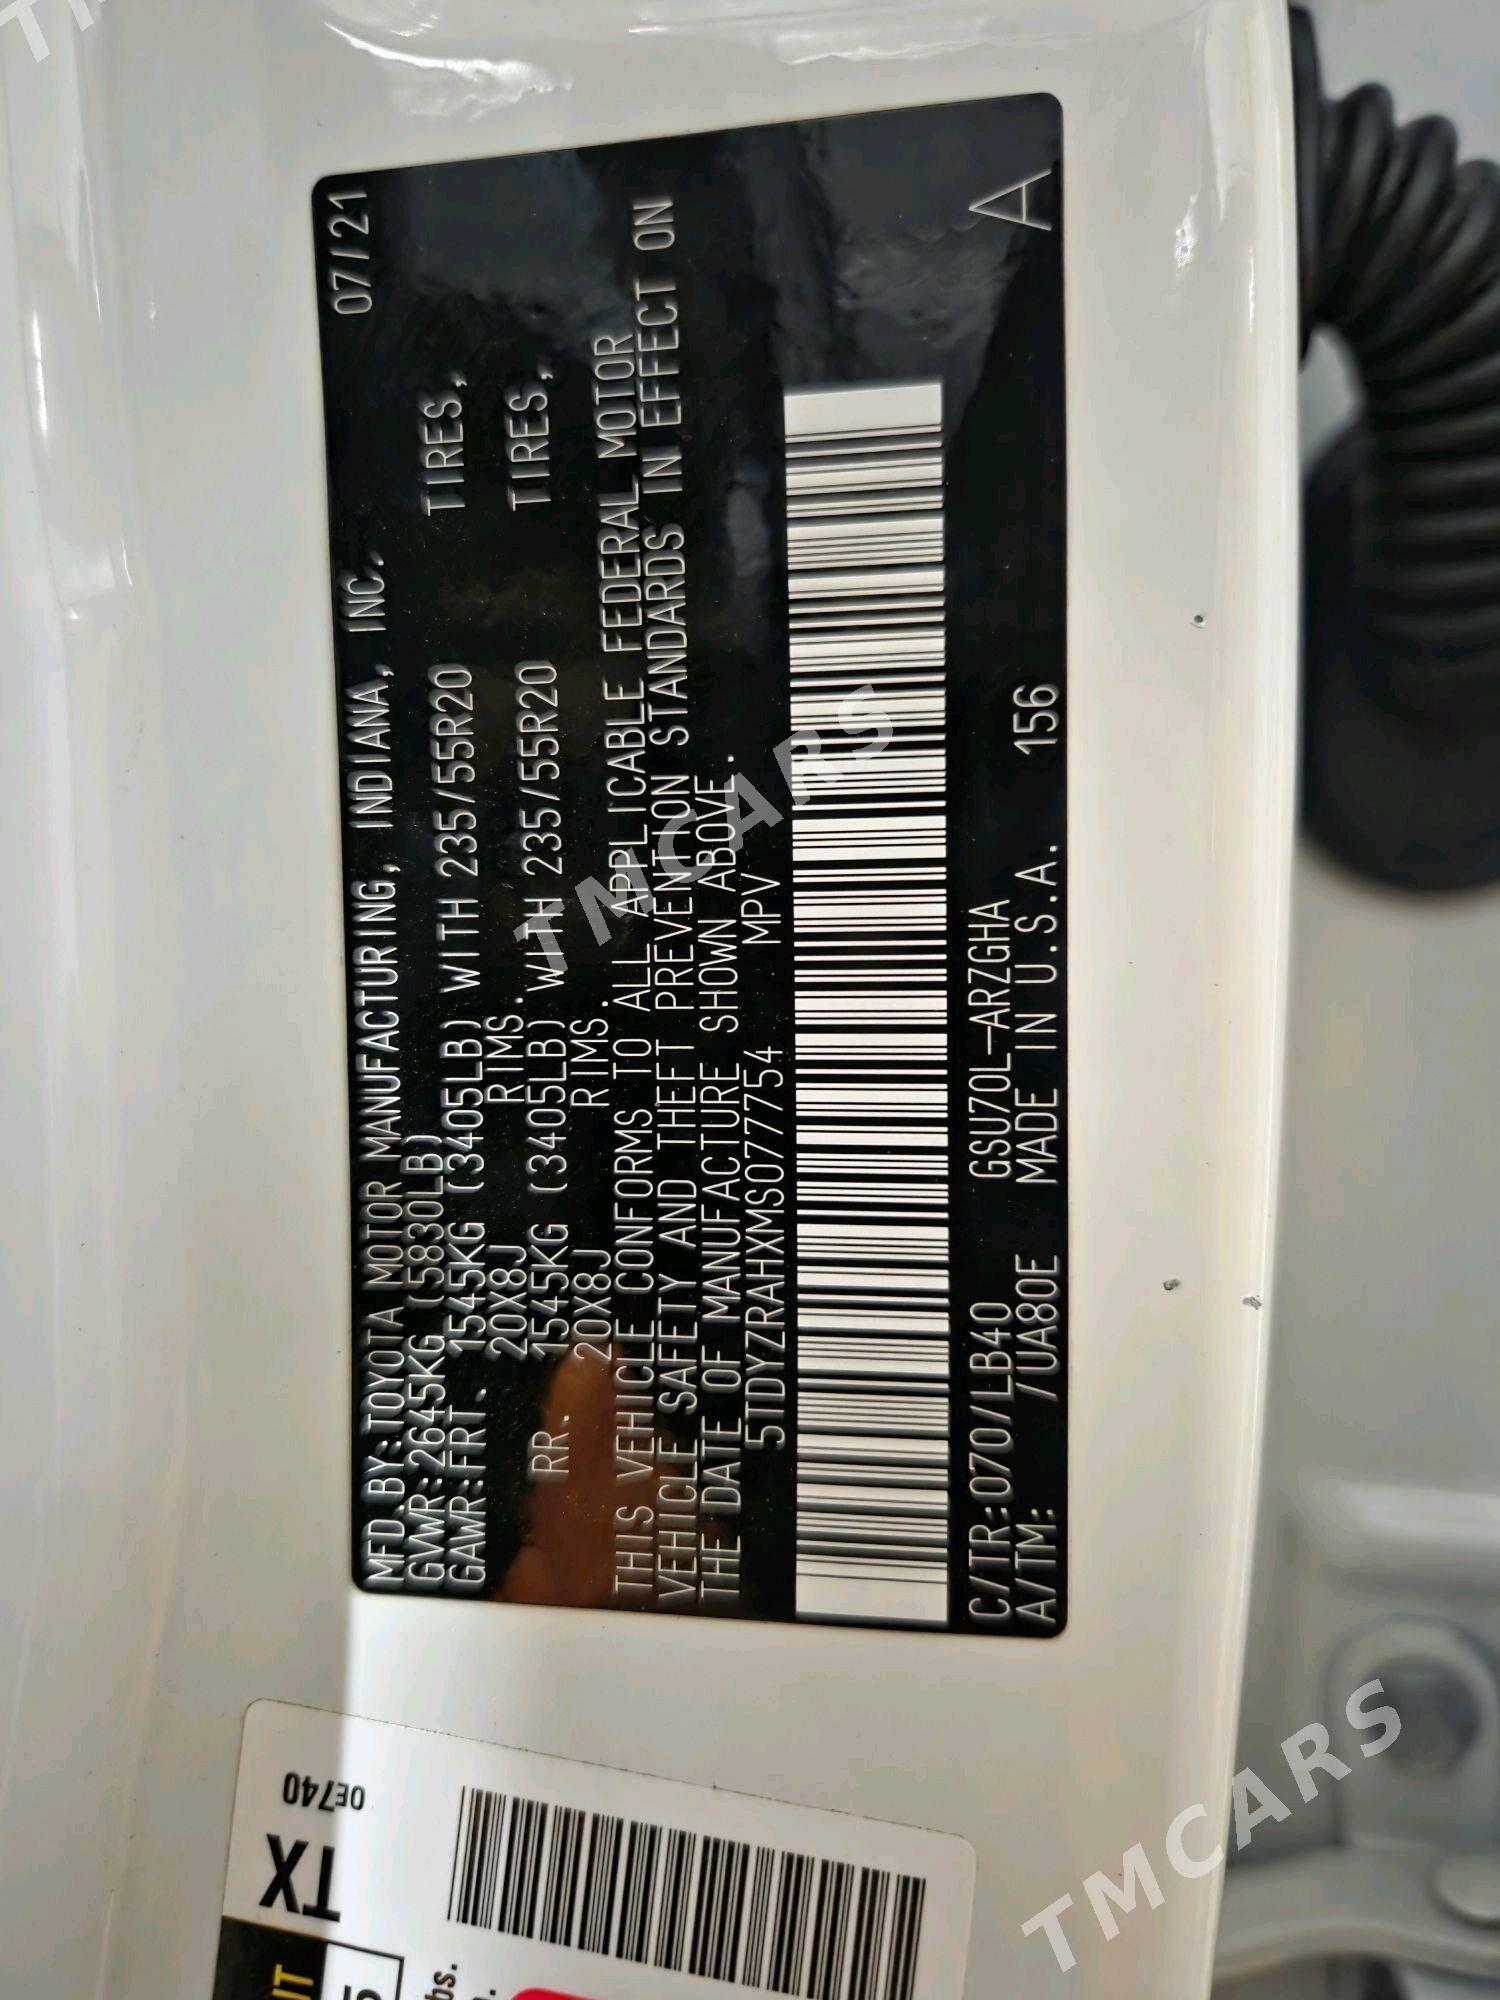 07/21
MFD.BY:TOYOTA MOTOR MANUFACTURING, INDIANA, INC.
GVWR:2645KG (5830LB)
GAWR:FRT. 1545KG (3405LB) WITH 235/55R20 TIRES,
20X8J RIMS.
RR. 1545KG (3405LB) WITH 235/55R20 TIRES,
20X8J RIMS.
THIS VEHICLE CONFORMS TO ALL APPLICABLE FEDERAL MOTOR
VEHICLE SAFETY AND THEFT PREVENTION STANDARDS IN EFFECT ON
THE DATE OF MANUFACTURE SHOWN ABOVE.
5TDYZRAHXMS077754 MPV
C/TR:070/LB40 GSU70L-ARZGHA
A/TM: /UA80E MADE IN U.S.A. 156
A
TX
0E740
TMCARS
TMCARS